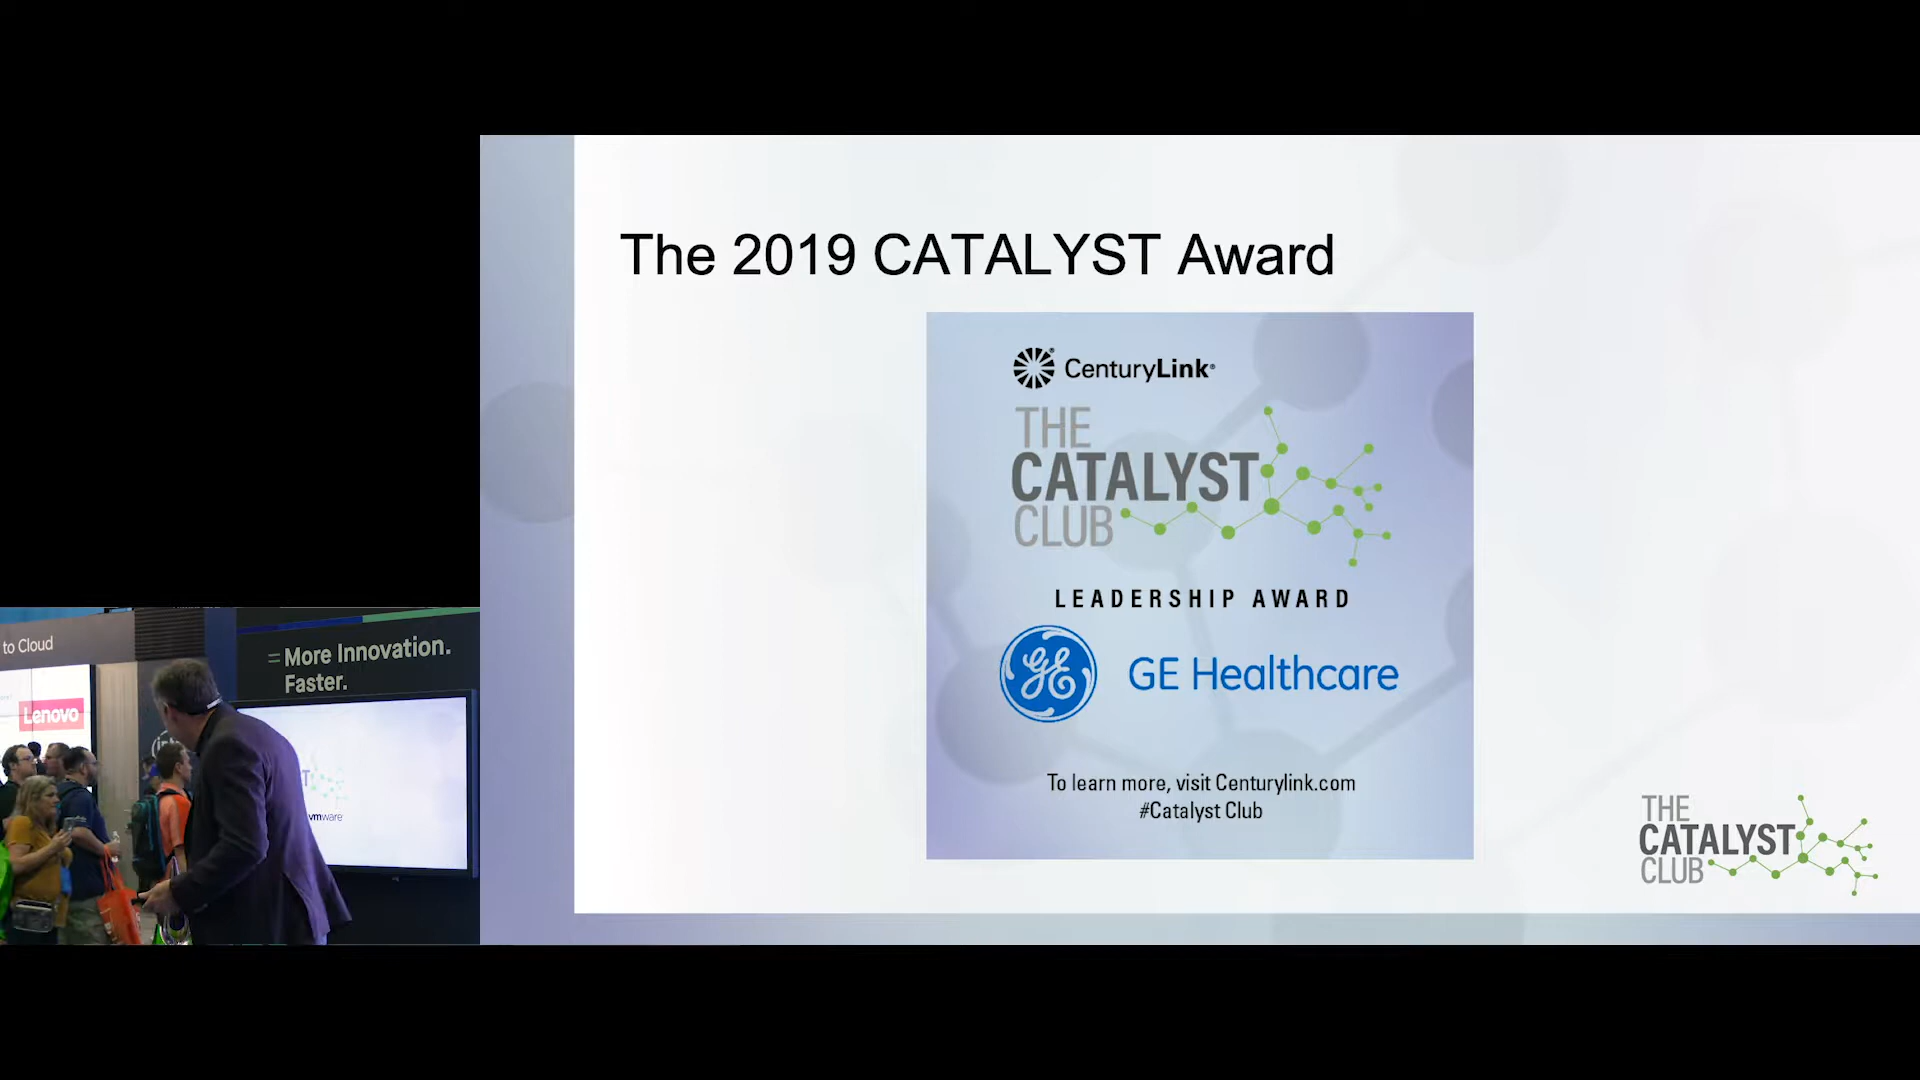 The 2019 CATALYST Award
CenturyLink
THE
CATALYST
CLUB
LEADERSHIP AWARD
GE
GE Healthcare
To learn more, visit Centurylink.com
#Catalyst Club
THE
CATALYST
CLUB
to Cloud
= More Innovation.
Faster.
Lenovo
vmware